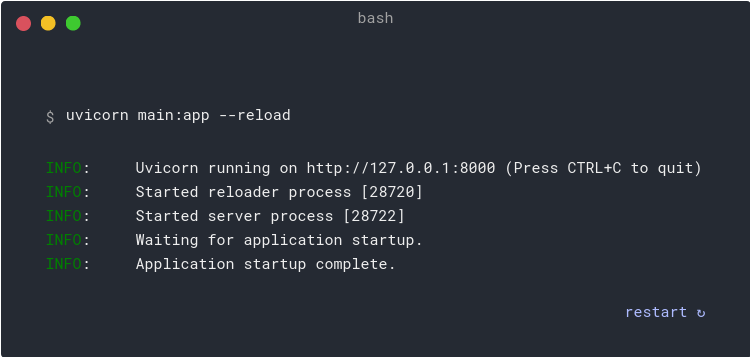 bash
$ uvicorn main:app --reload
INFO:     Uvicorn running on http://127.0.0.1:8000 (Press CTRL+C to quit)
INFO:     Started reloader process [28720]
INFO:     Started server process [28722]
INFO:     Waiting for application startup.
INFO:     Application startup complete.
restart ↻